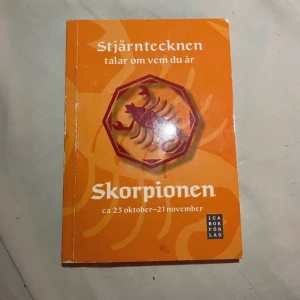 Stjärntecknen
talar om vem du är
Skorpionen
ca 23 oktober–21 november
ICA
BOK
FÖR
LAG